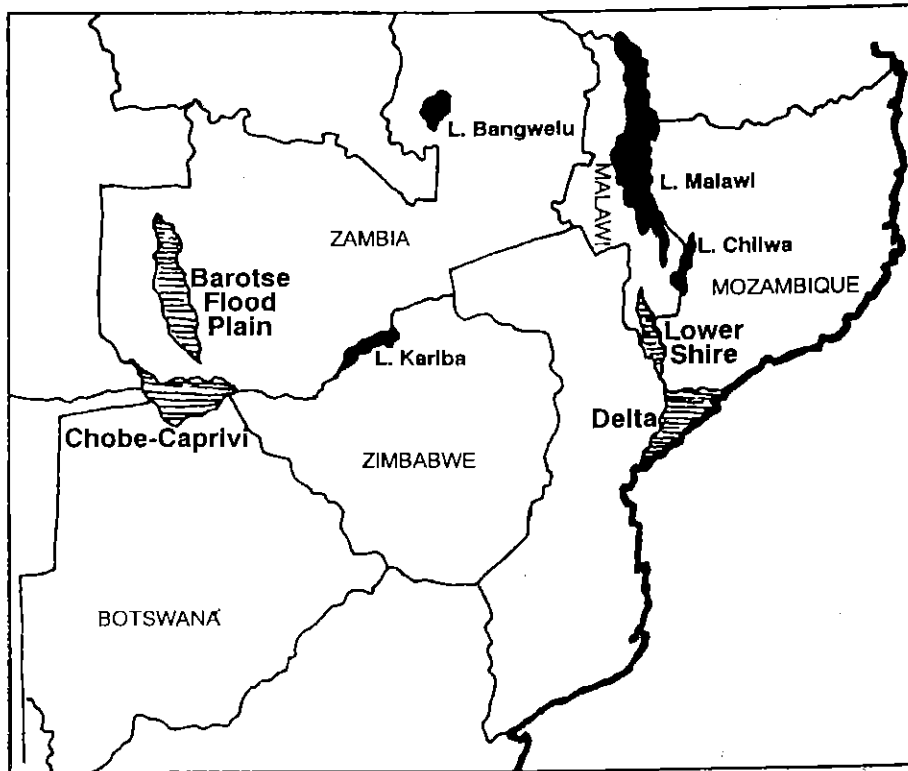 L. Bangwelu
L. Malawi
MALAWI
L. Chilwa
ZAMBIA
Barotse
Flood
Plain
MOZAMBIQUE
Lower
Shire
L. Kariba
Delta
Chobe-Caprivi
ZIMBABWE
BOTSWANA